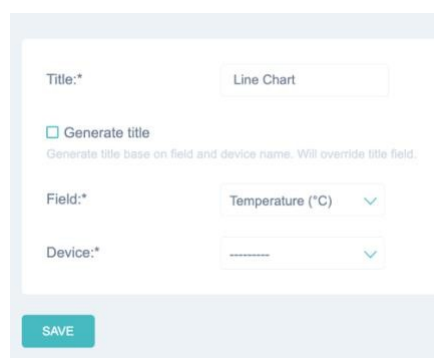 Title:* Line Chart
Generate title
Generate title base on field and device name. Will override title field.
Field:* Temperature (°C)
Device:* ---------
SAVE